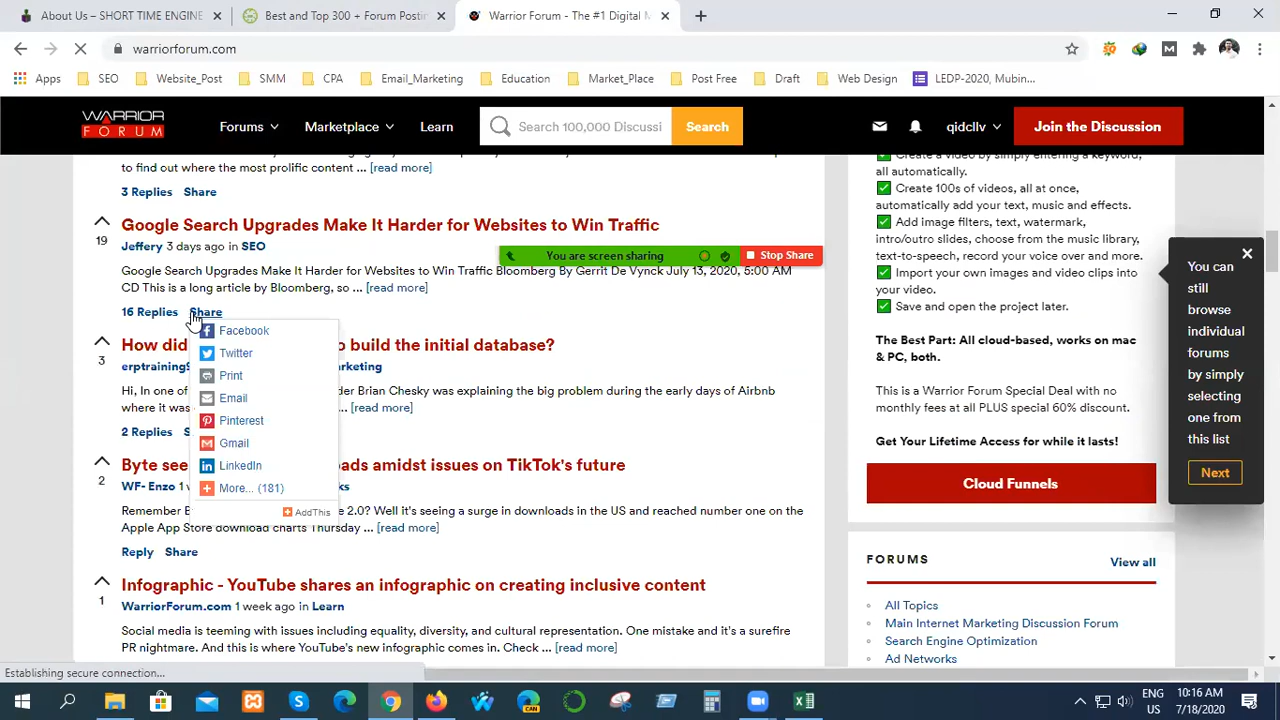 About Us – SHORT TIME ENGINE
Best and Top 300 + Forum Postin
Warrior Forum - The #1 Digital M
warriorforum.com
Apps
SEO
Website_Post
SMM
CPA
Email_Marketing
Education
Market_Place
Post Free
Draft
Web Design
LEDP-2020, Mubin...
WARRIOR
FORUM
Forums
Marketplace
Learn
Search 100,000 Discussi
Search
qidcllv
Join the Discussion
to find out where the most prolific content ... [read more]
3 Replies Share
19
Google Search Upgrades Make It Harder for Websites to Win Traffic
Jeffery 3 days ago in SEO
You are screen sharing
Stop Share
Google Search Upgrades Make It Harder for Websites to Win Traffic Bloomberg By Gerrit De Vynck July 13, 2020, 5:00 AM
CD This is a long article by Bloomberg, so ... [read more]
16 Replies Share
Facebook
Twitter
Print
Email
Pinterest
Gmail
LinkedIn
More... (181)
AddThis
3
How did to build the initial database?
erptraining rketing
Hi, In one of der Brian Chesky was explaining the big problem during the early days of Airbnb
where it wa ... [read more]
2 Replies S
2
Byte see ads amidst issues on TikTok's future
WF- Enzo 1 ks
Remember B 2.0? Well it's seeing a surge in downloads in the US and reached number one on the
Apple App Store download charts Thursday ... [read more]
Reply Share
1
Infographic - YouTube shares an infographic on creating inclusive content
WarriorForum.com 1 week ago in Learn
Social media is teeming with issues including equality, diversity, and cultural representation. One mistake and it's a surefire
PR nightmare. And this is where YouTube's new infographic comes in. Check ... [read more]
Create a video by simply entering a keyword,
all automatically.
Create 100s of videos, all at once,
automatically add your text, music and effects.
Add image filters, text, watermark,
intro/outro slides, choose from the music library,
text-to-speech, record your voice over and more.
Import your own images and video clips into
your video.
Save and open the project later.
The Best Part: All cloud-based, works on mac
& PC, both.
This is a Warrior Forum Special Deal with no
monthly fees at all PLUS special 60% discount.
Get Your Lifetime Access for while it lasts!
Cloud Funnels
FORUMS
View all
All Topics
Main Internet Marketing Discussion Forum
Search Engine Optimization
Ad Networks
You can
still
browse
individual
forums
by simply
selecting
one from
this list
Next
Establishing secure connection...
ENG
US
10:16 AM
7/18/2020